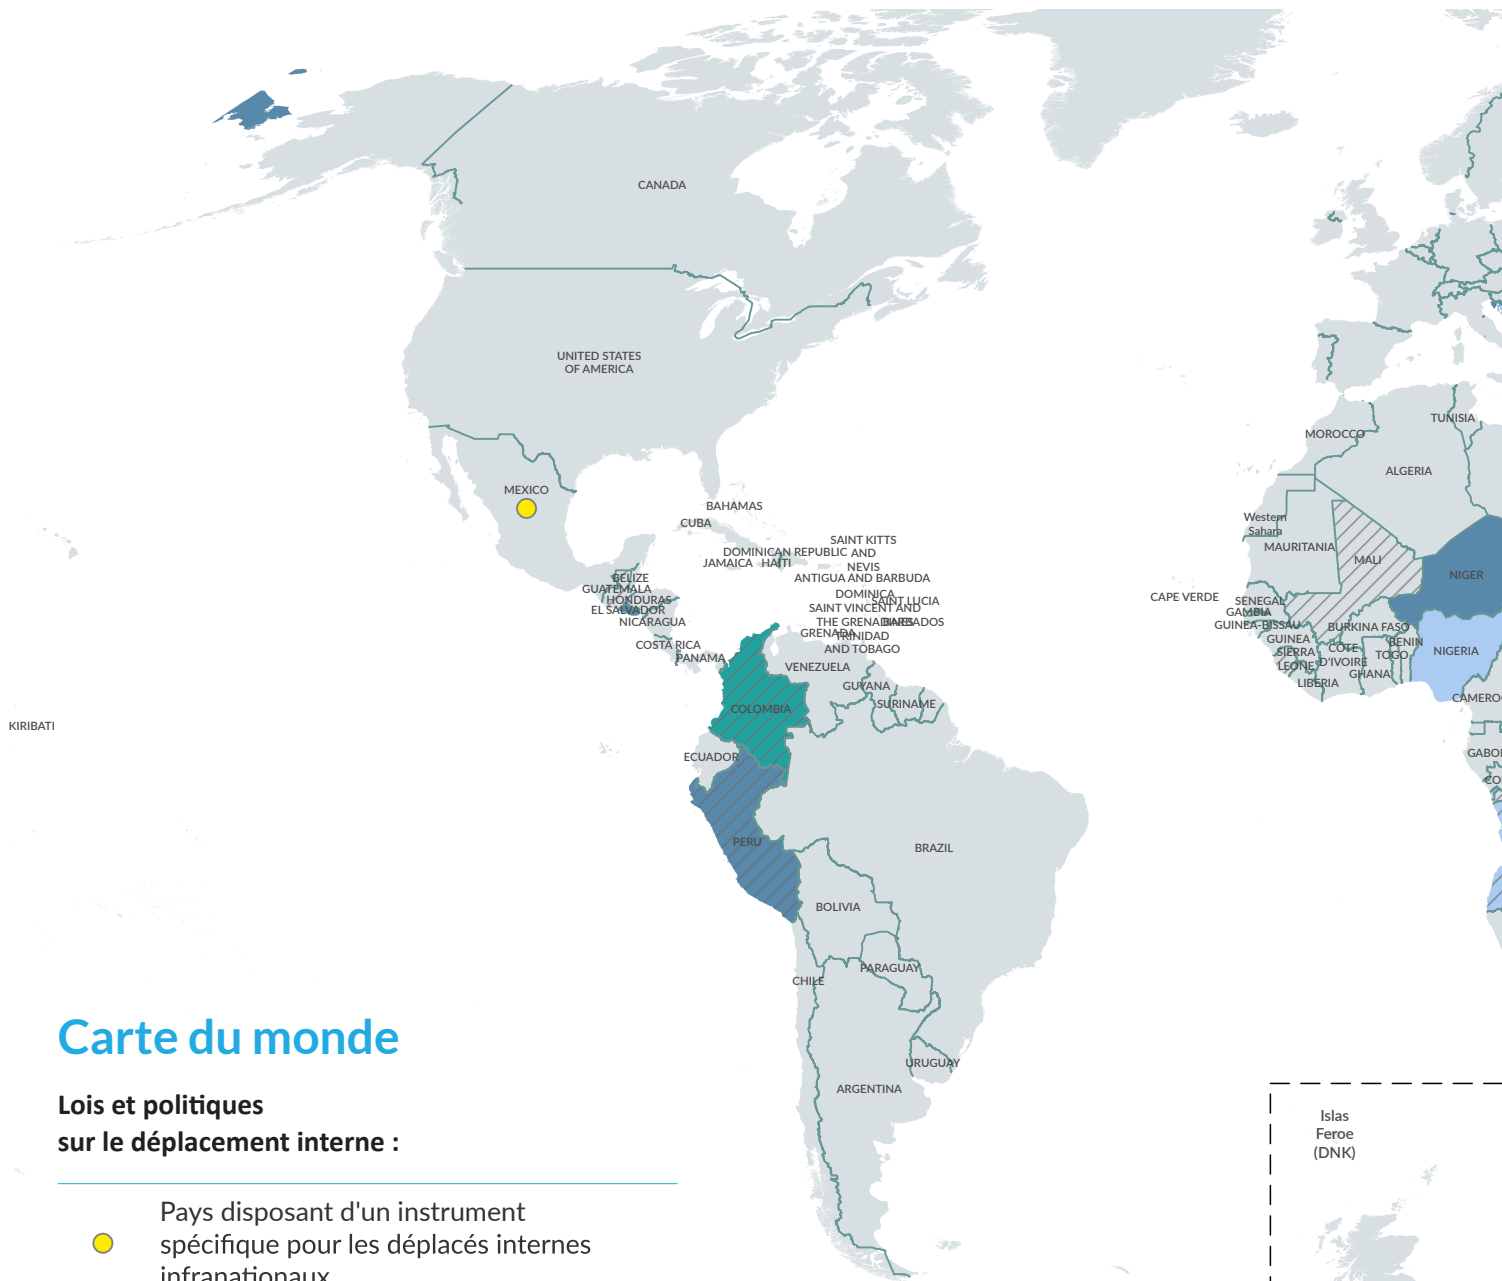 CANADA
UNITED STATES
OF AMERICA
TUNISIA
MOROCCO
ALGERIA
MEXICO
BAHAMAS
CUBA
Western
Sahara
SAINT KITTS
AND
NEVIS
DOMINICAN REPUBLIC
JAMAICA
HAITI
MAURITANIA
MALI
NIGER
BELIZE
GUATEMALA
HONDURAS
EL SALVADOR
NICARAGUA
ANTIGUA AND BARBUDA
DOMINICA
SAINT LUCIA
SAINT VINCENT AND
THE GRENADINES
BARBADOS
GRENADA
TRINIDAD
AND TOBAGO
CAPE VERDE
SENEGAL
GAMBIA
GUINEA-BISSAU
GUINEA
SIERRA
LEONE
LIBERIA
BURKINA FASO
CÔTE
D'IVOIRE
GHANA
TOGO
BENIN
NIGERIA
COSTA RICA
PANAMA
VENEZUELA
GUYANA
SURINAME
COLOMBIA
CAMEROO
KIRIBATI
ECUADOR
GABO
CO
PERU
BRAZIL
BOLIVIA
PARAGUAY
CHILE
URUGUAY
ARGENTINA
Carte du monde
Lois et politiques
sur le déplacement interne :
Pays disposant d'un instrument
spécifique pour les déplacés internes
infranationaux
Islas
Feroe
(DNK)